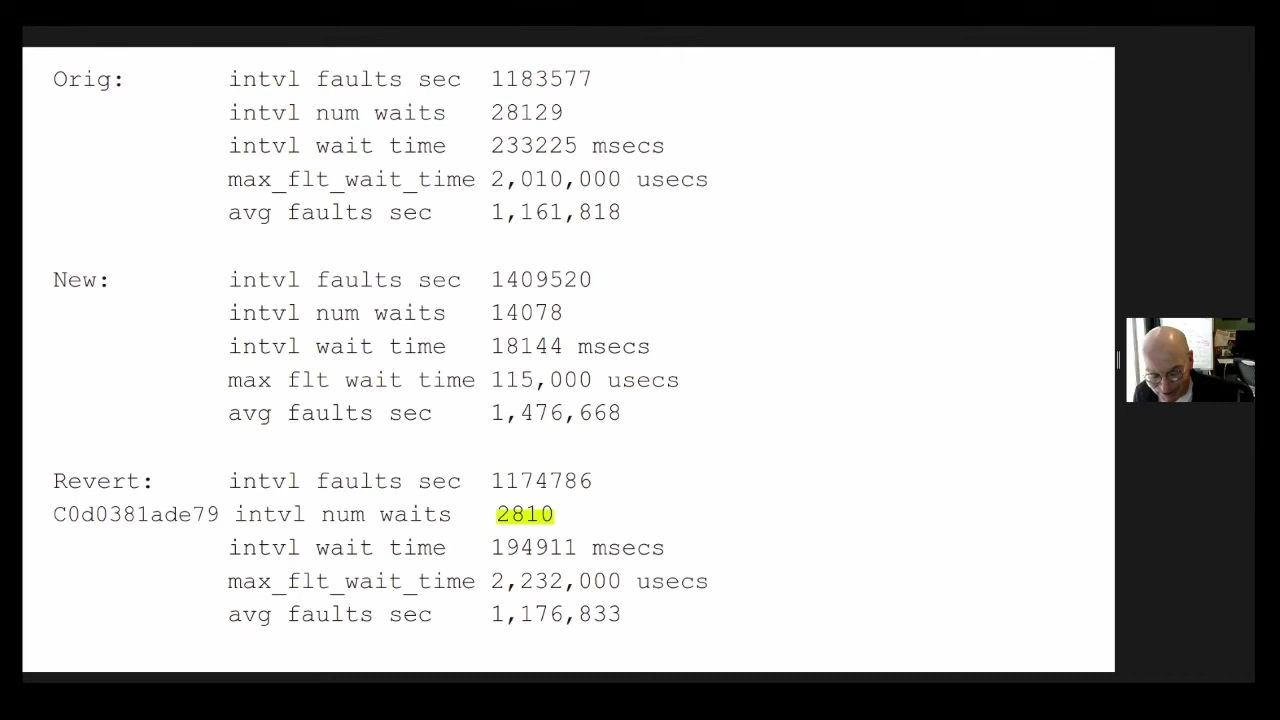 Orig: intvl faults sec 1183577
intvl num waits 28129
intvl wait time 233225 msecs
max_flt_wait_time 2,010,000 usecs
avg faults sec 1,161,818
New: intvl faults sec 1409520
intvl num waits 14078
intvl wait time 18144 msecs
max flt wait time 115,000 usecs
avg faults sec 1,476,668
Revert: intvl faults sec 1174786
C0d0381ade79 intvl num waits 2810
intvl wait time 194911 msecs
max_flt_wait_time 2,232,000 usecs
avg faults sec 1,176,833